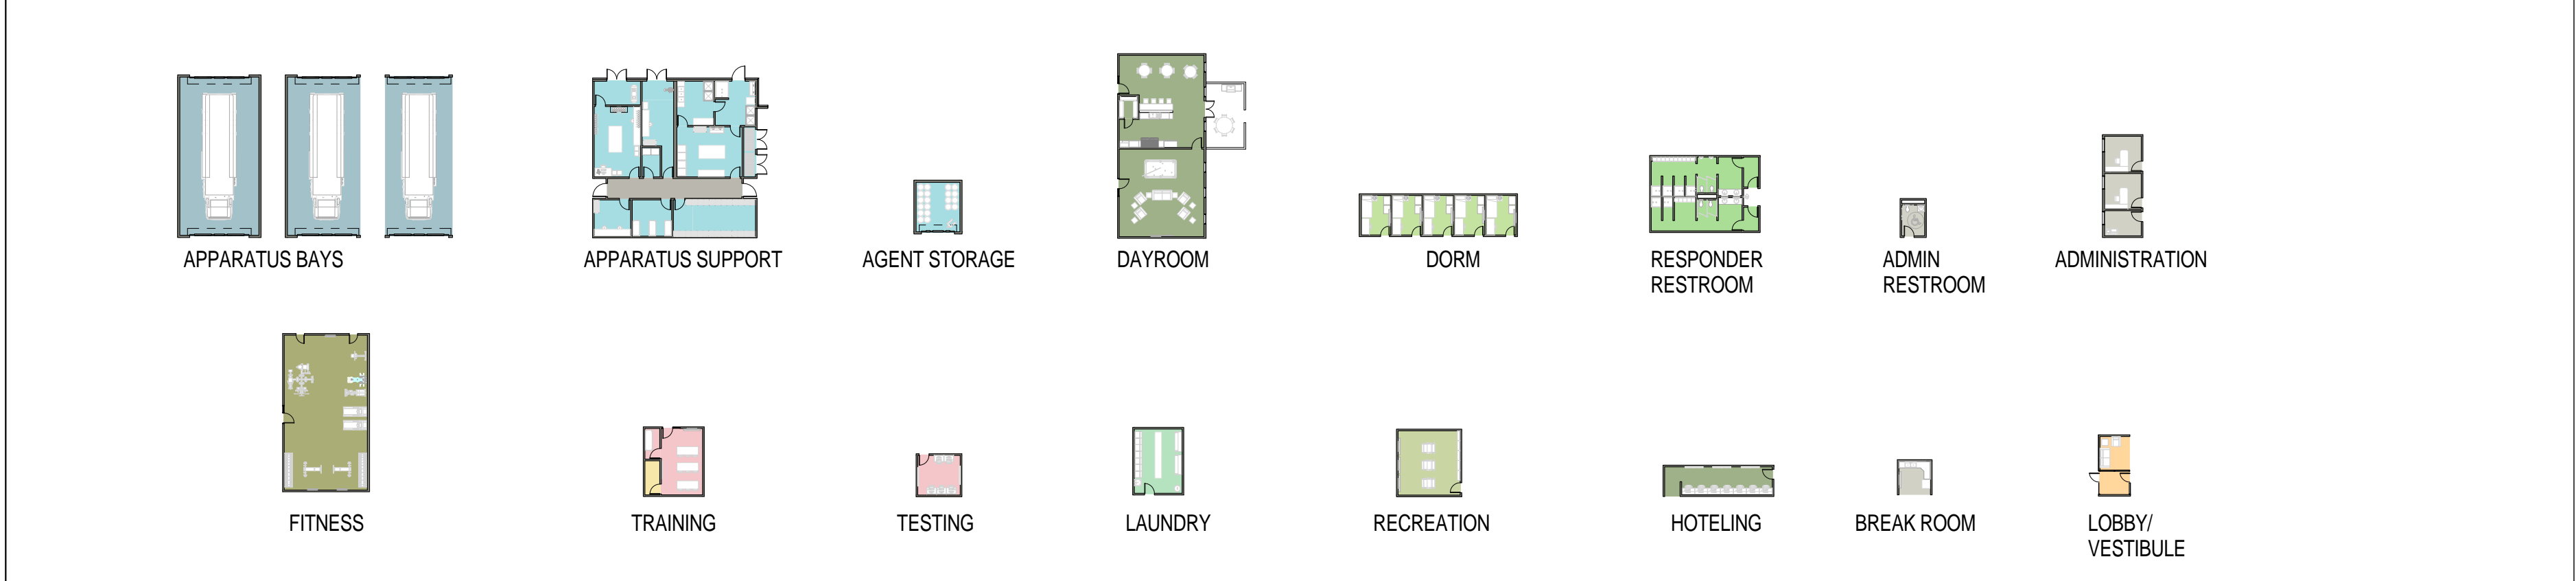 APPARATUS BAYS
APPARATUS SUPPORT
AGENT STORAGE
DAYROOM
DORM
RESPONDER
RESTROOM
ADMIN
RESTROOM
ADMINISTRATION
FITNESS
TRAINING
TESTING
LAUNDRY
RECREATION
HOTELING
BREAK ROOM
LOBBY/
VESTIBULE